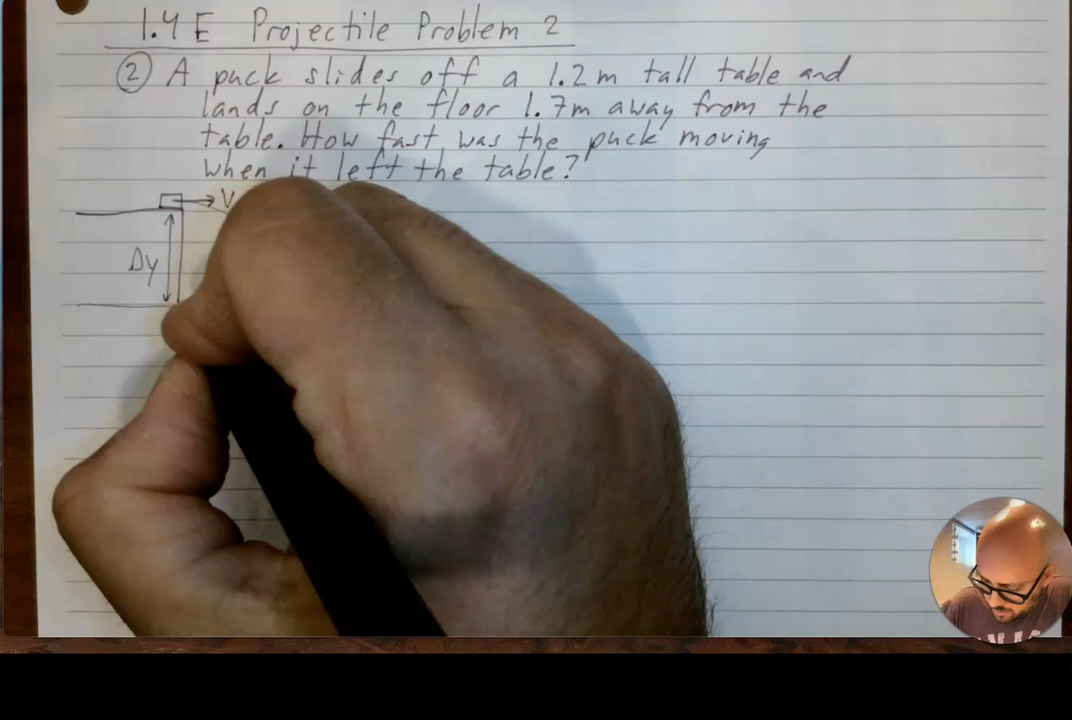 1.4 E Projectile Problem 2
② A puck slides off a 1.2m tall table and
lands on the floor 1.7m away from the
table. How fast was the puck moving
when it left the table?
V
Δy